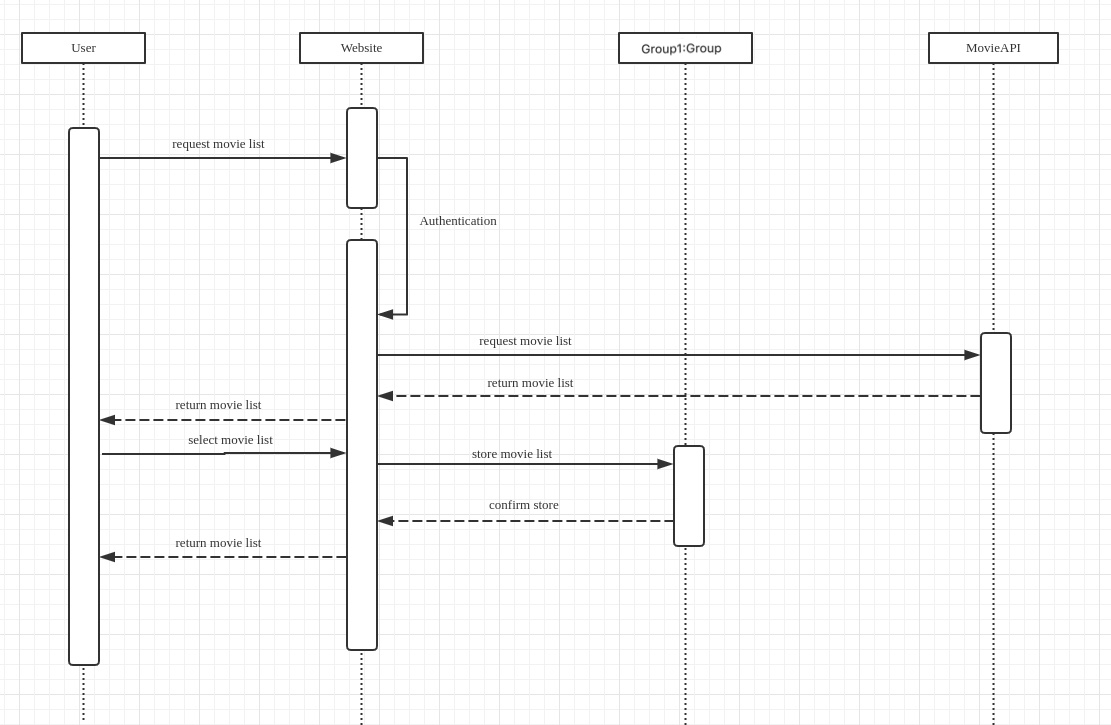 User
Website
Group1:Group
MovieAPI
request movie list
Authentication
request movie list
return movie list
return movie list
select movie list
store movie list
confirm store
return movie list